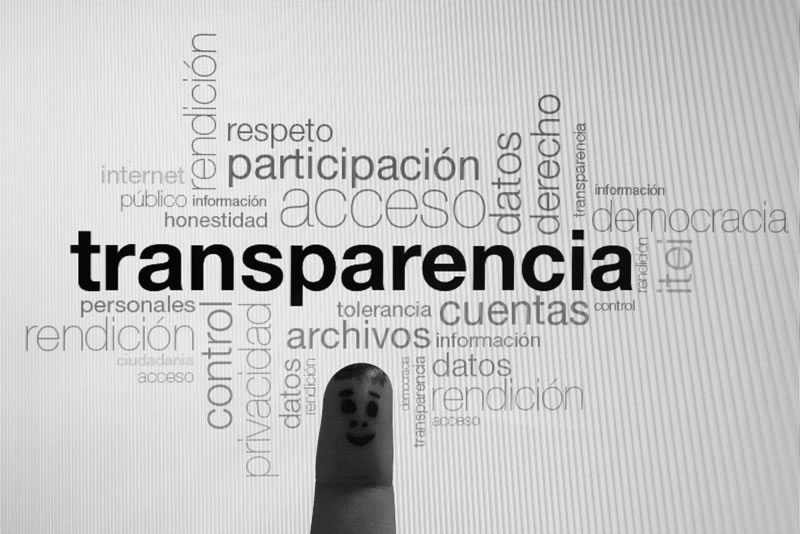 rendición
respeto
participación
internet
público
información
honestidad
acceso
datos
derecho
transparencia
información
democracia
transparencia
rendición
itei
personales
rendición
ciudadania
acceso
control
privacidad
tolerancia
cuentas
control
archivos
información
datos
rendición
democracia
transparencia
datos
rendición
acceso